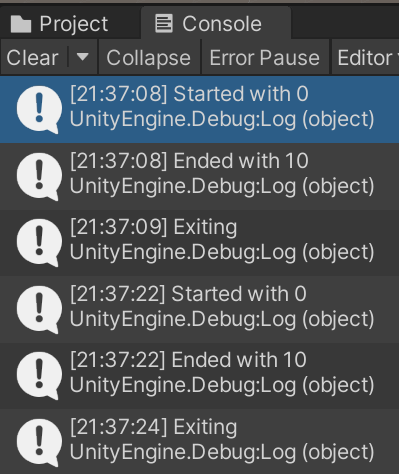 Project Console
Clear Collapse Error Pause Editor
[21:37:08] Started with 0
UnityEngine.Debug:Log (object)
[21:37:08] Ended with 10
UnityEngine.Debug:Log (object)
[21:37:09] Exiting
UnityEngine.Debug:Log (object)
[21:37:22] Started with 0
UnityEngine.Debug:Log (object)
[21:37:22] Ended with 10
UnityEngine.Debug:Log (object)
[21:37:24] Exiting
UnityEngine.Debug:Log (object)